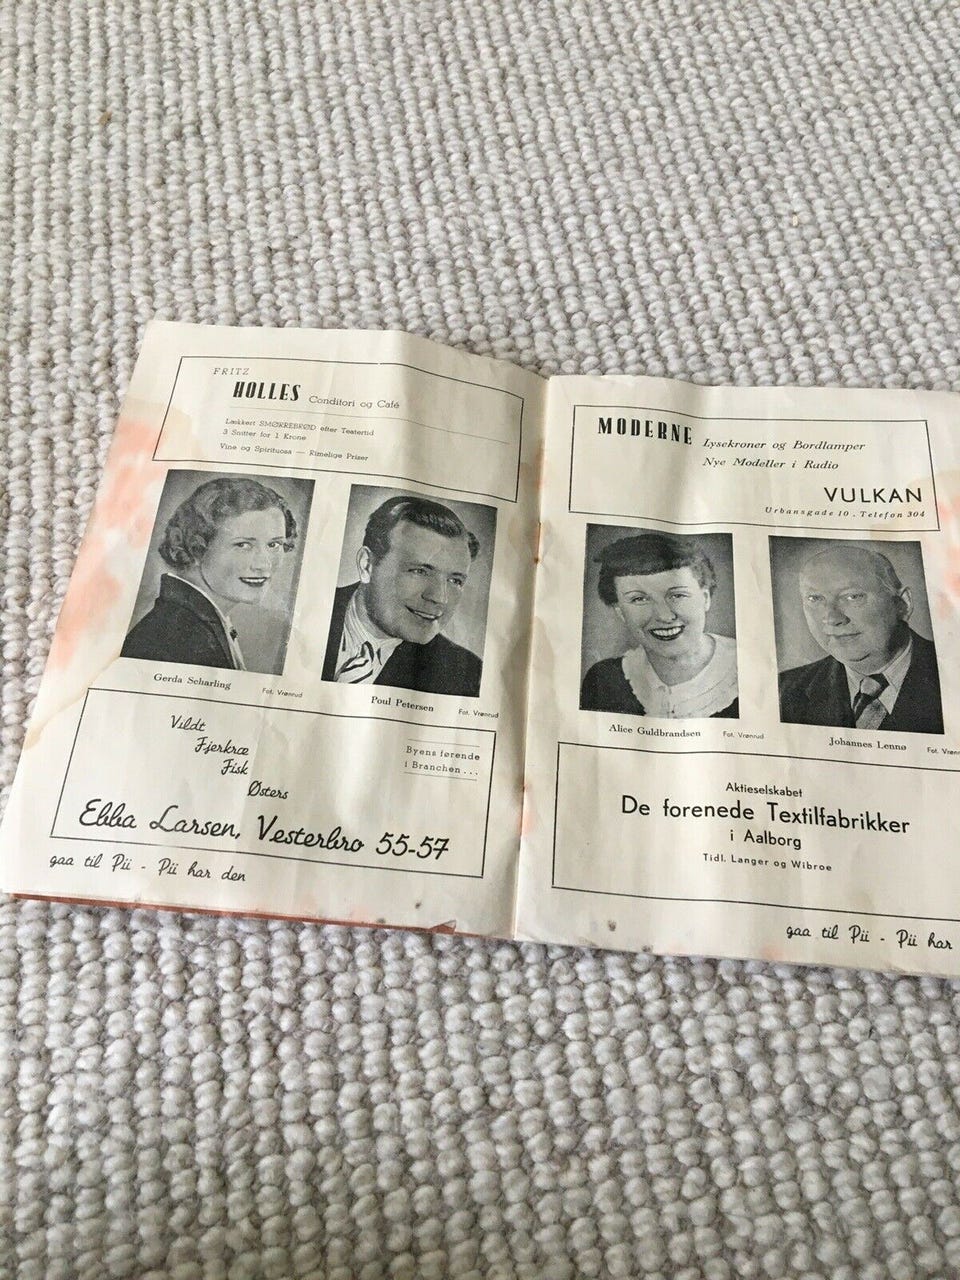 FRITZ
HOLLES Conditori og Café
Lækkert SMØRREBRØD efter Teatertid
3 Snitter for 1 Krone
Vine og Spirituosa — Rimelige Priser
Gerda Scharling
Fot. Vrønrud
Poul Petersen
Fot. Vrønrud
Vildt
Fjerkræ
Fisk
Østers
Byens førende
i Branchen...
Ebba Larsen, Vesterbro 55-57
gaa til Pii - Pii har den
MODERNE Lysekroner og Bordlamper
Nye Modeller i Radio
VULKAN
Urbansgade 10 . Telefon 304
Alice Guldbrandsen
Fot. Vrønrud
Johannes Lennø
Fot. Vrønr
Aktieselskabet
De forenede Textilfabrikker
i Aalborg
Tidl. Langer og Wibroe
gaa til Pii - Pii har